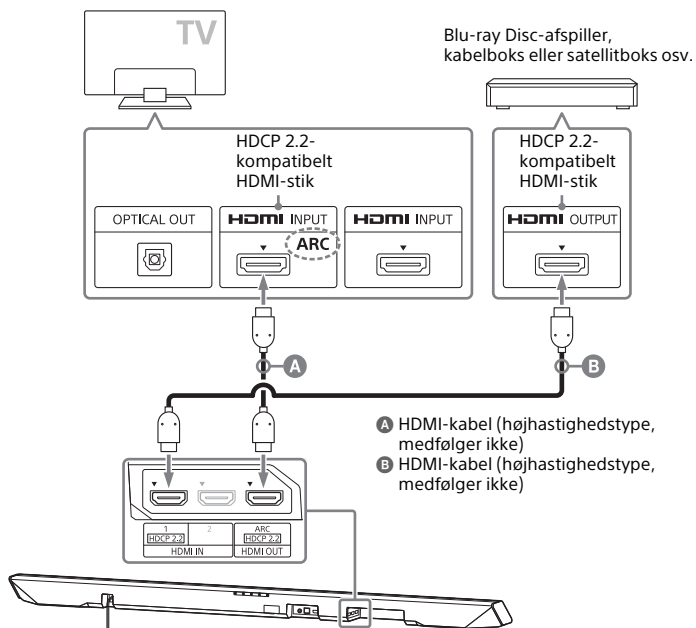 TV
Blu-ray Disc-afspiller,
kabelboks eller satellitboks osv.
HDCP 2.2-
kompatibelt
HDMI-stik
HDCP 2.2-
kompatibelt
HDMI-stik
OPTICAL OUT
HDMI INPUT
ARC
HDMI INPUT
HDMI OUTPUT
A
B
A HDMI-kabel (højhastighedstype,
medfølger ikke)
B HDMI-kabel (højhastighedstype,
medfølger ikke)
1
HDCP 2.2
2
HDMI IN
ARC
HDCP 2.2
HDMI OUT